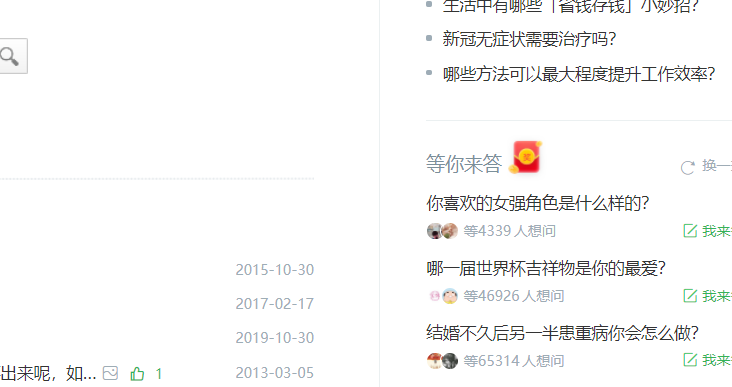 生活中有哪些「省钱存钱」小妙招？
新冠无症状需要治疗吗？
哪些方法可以最大程度提升工作效率？
等你来答
换一
你喜欢的女强角色是什么样的？
等4339人想问
我来
哪一届世界杯吉祥物是你的最爱？
等46926人想问
我来
结婚不久后另一半患重病你会怎么做？
等65314人想问
我来
2015-10-30
2017-02-17
2019-10-30
出来呢，如... 1 2013-03-05